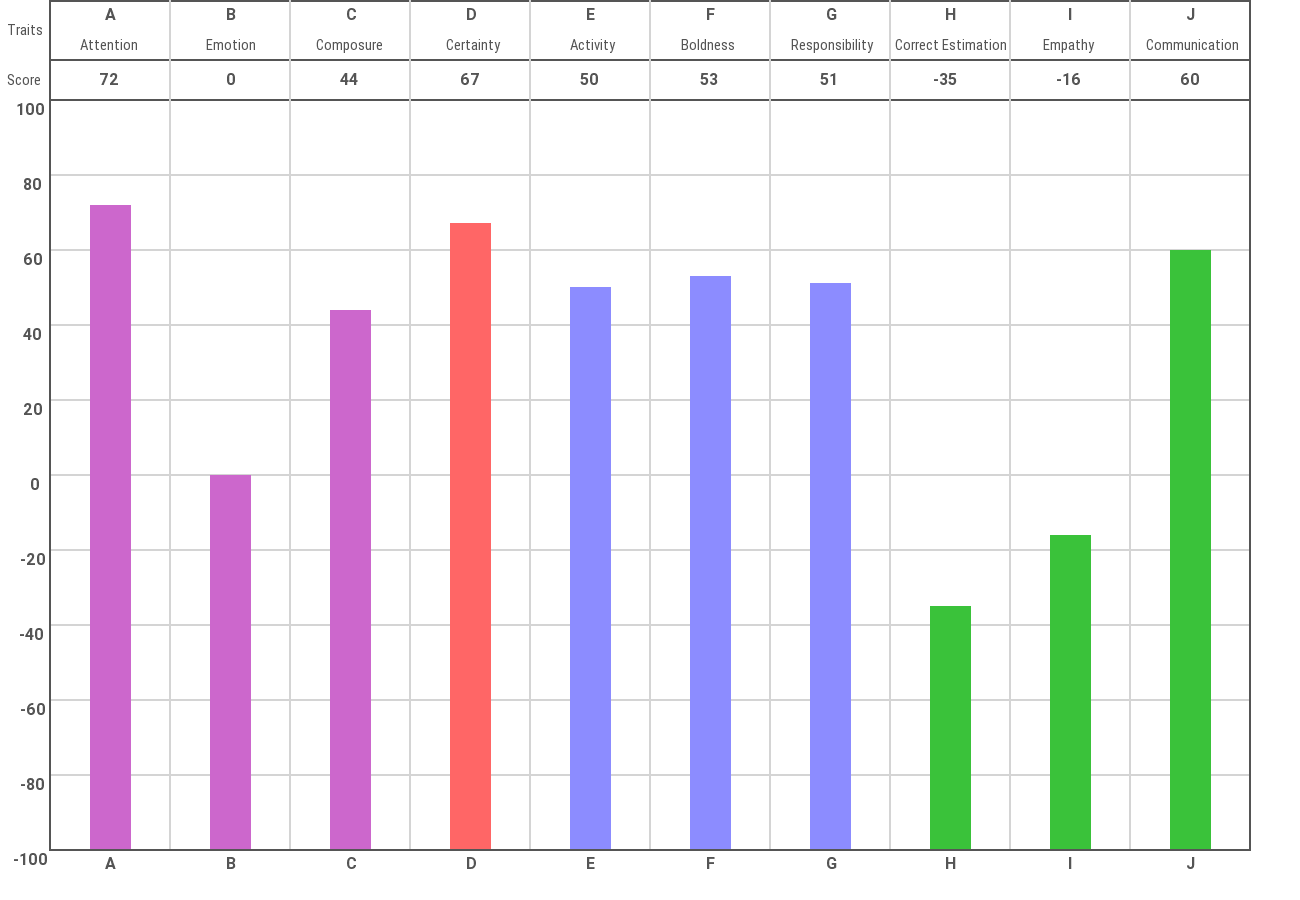 Traits A B C D E F G H I J
Attention Emotion Composure Certainty Activity Boldness Responsibility Correct Estimation Empathy Communication
Score 72 0 44 67 50 53 51 -35 -16 60
100
80
60
40
20
0
-20
-40
-60
-80
-100
A B C D E F G H I J